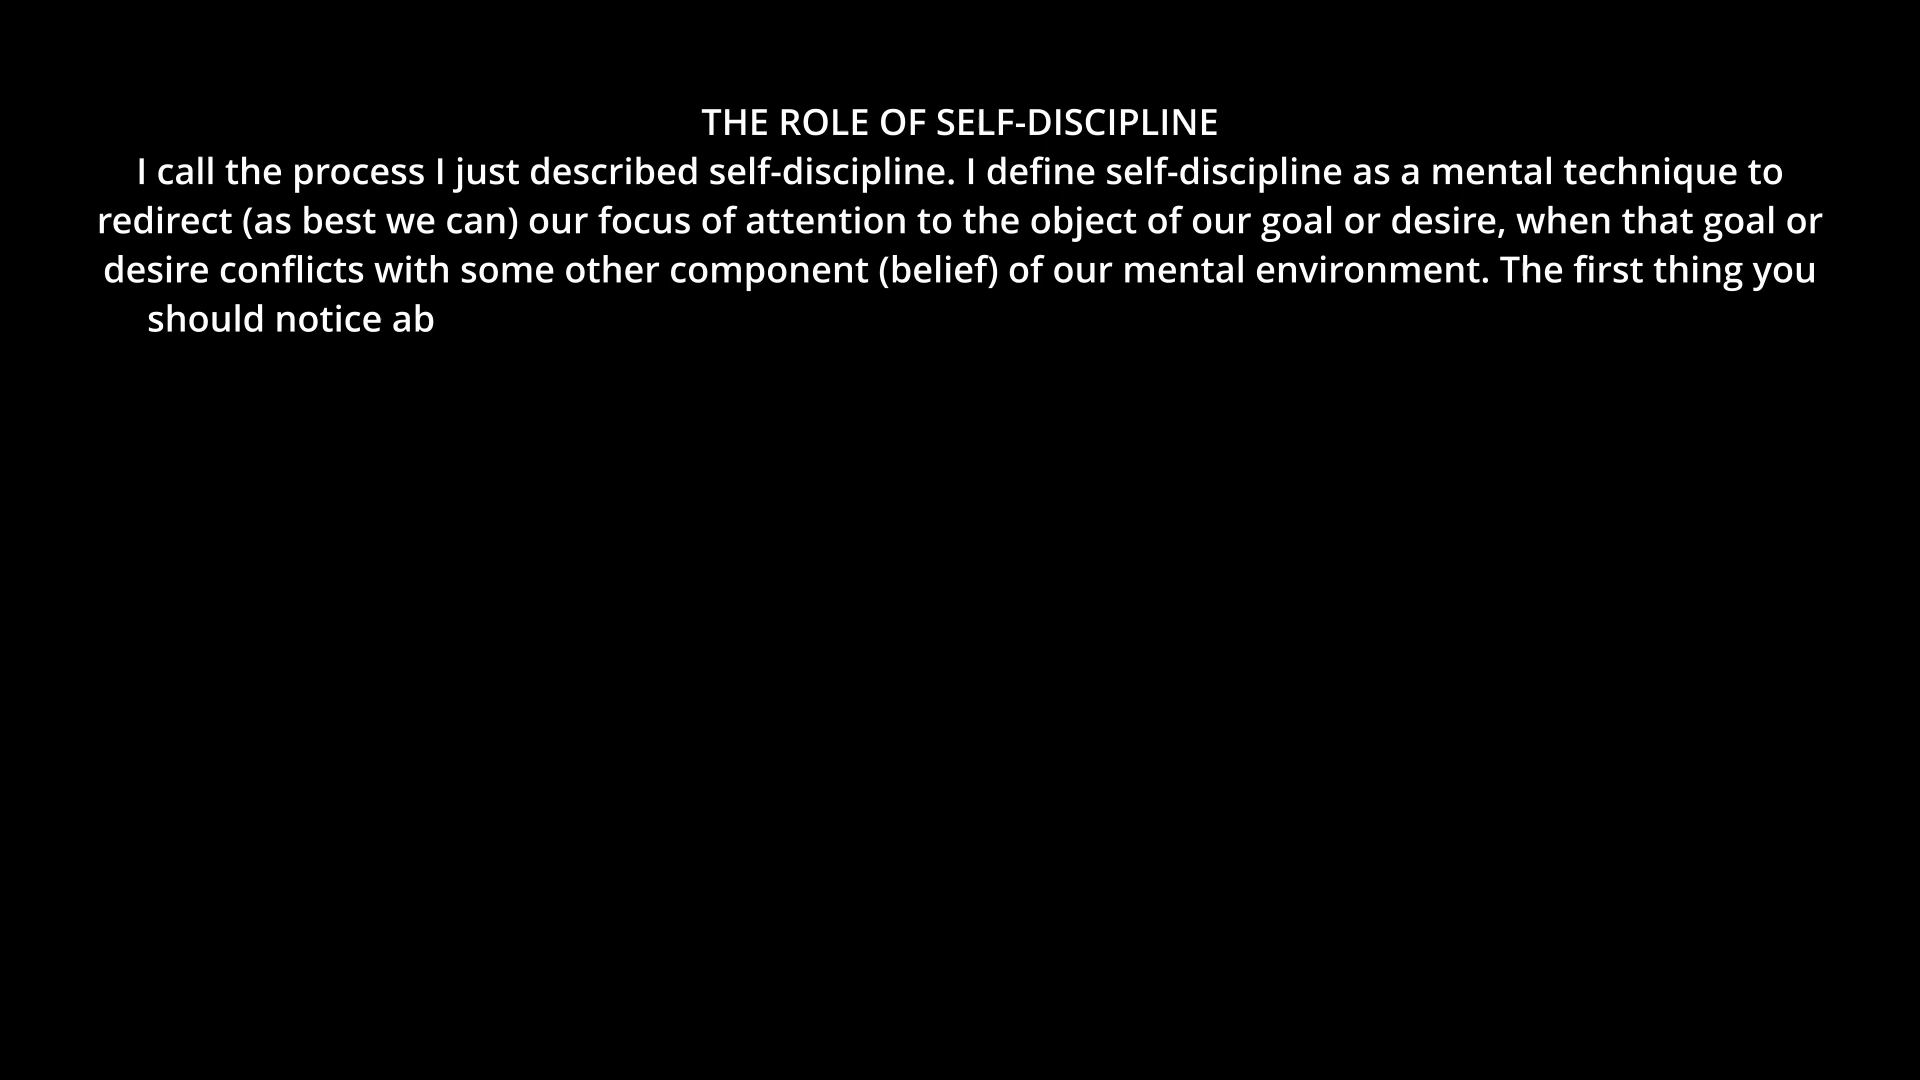 THE ROLE OF SELF-DISCIPLINE
I call the process I just described self-discipline. I define self-discipline as a mental technique to
redirect (as best we can) our focus of attention to the object of our goal or desire, when that goal or
desire conflicts with some other component (belief) of our mental environment. The first thing you
should notice ab